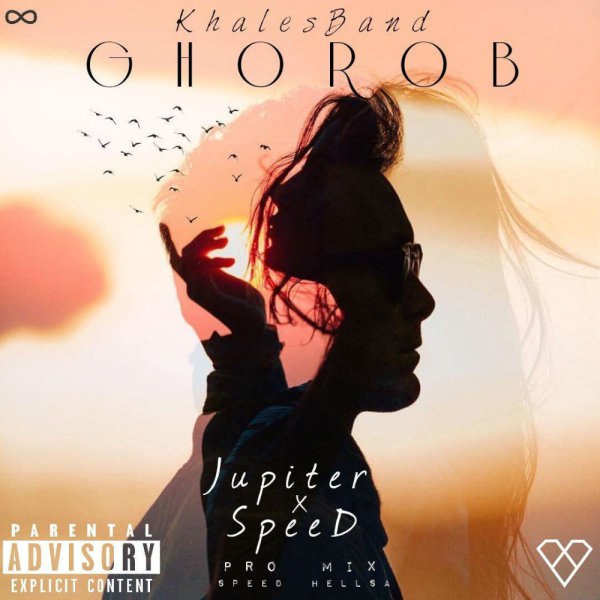 KhalesBand
GHOROB
Jupiter
x
SpeeD
PRO MIX
SPEED HELLSA
PARENTAL
ADVISORY
EXPLICIT CONTENT